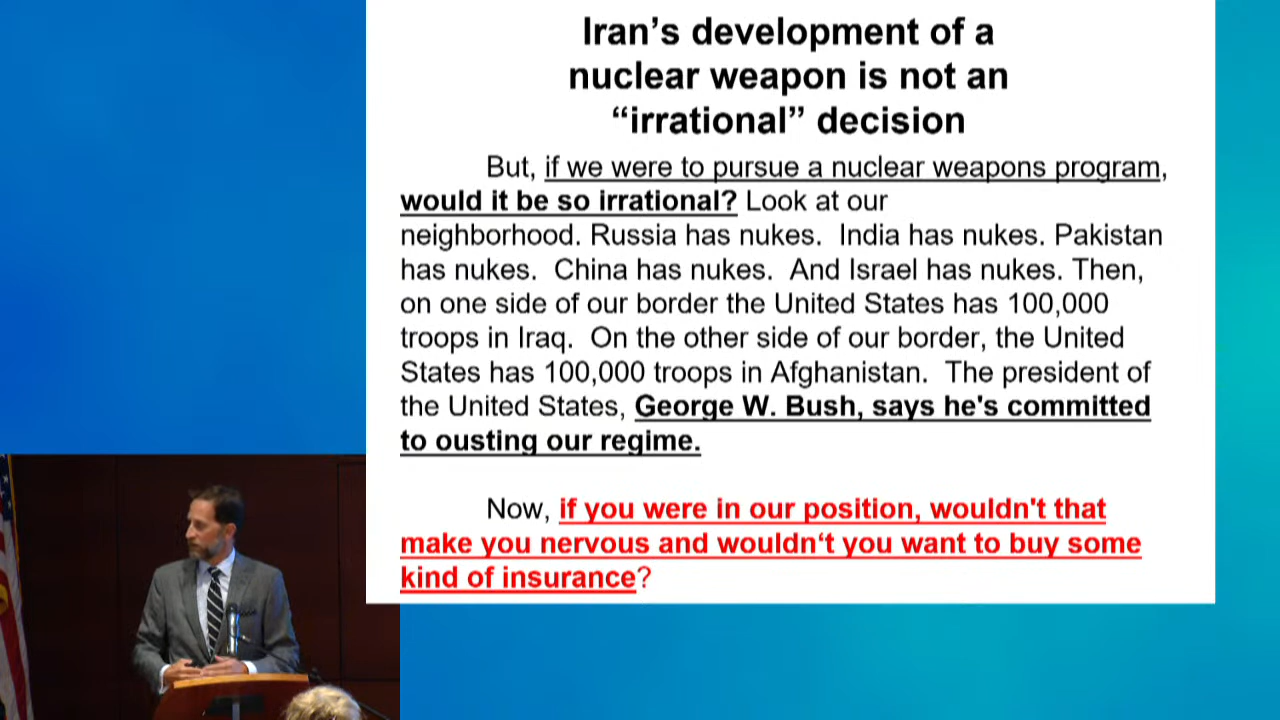 Iran’s development of a
nuclear weapon is not an
“irrational” decision
But, if we were to pursue a nuclear weapons program,
would it be so irrational? Look at our
neighborhood. Russia has nukes.  India has nukes. Pakistan
has nukes.  China has nukes.  And Israel has nukes. Then,
on one side of our border the United States has 100,000
troops in Iraq.  On the other side of our border, the United
States has 100,000 troops in Afghanistan.  The president of
the United States, George W. Bush, says he's committed
to ousting our regime.
Now, if you were in our position, wouldn't that
make you nervous and wouldn‘t you want to buy some
kind of insurance?